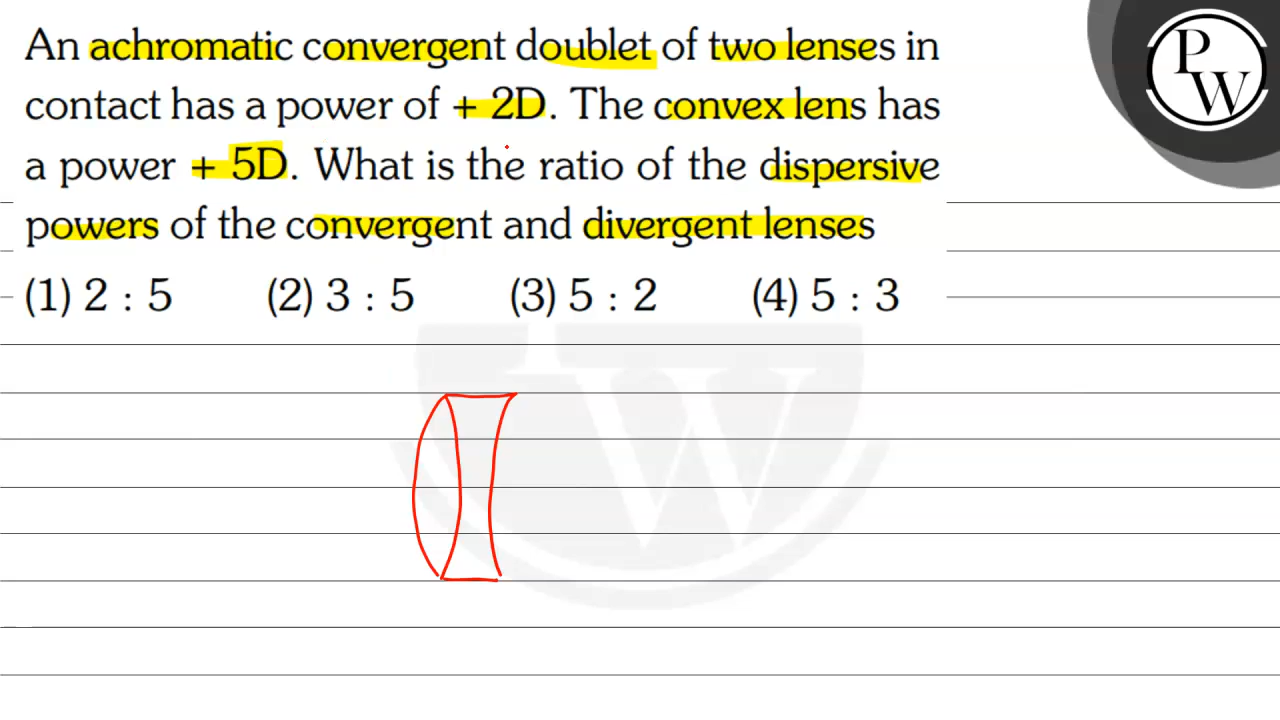 An achromatic convergent doublet of two lenses in
contact has a power of + 2D. The convex lens has
a power + 5D. What is the ratio of the dispersive
powers of the convergent and divergent lenses
(1) 2 : 5 (2) 3 : 5 (3) 5 : 2 (4) 5 : 3
P
W
W